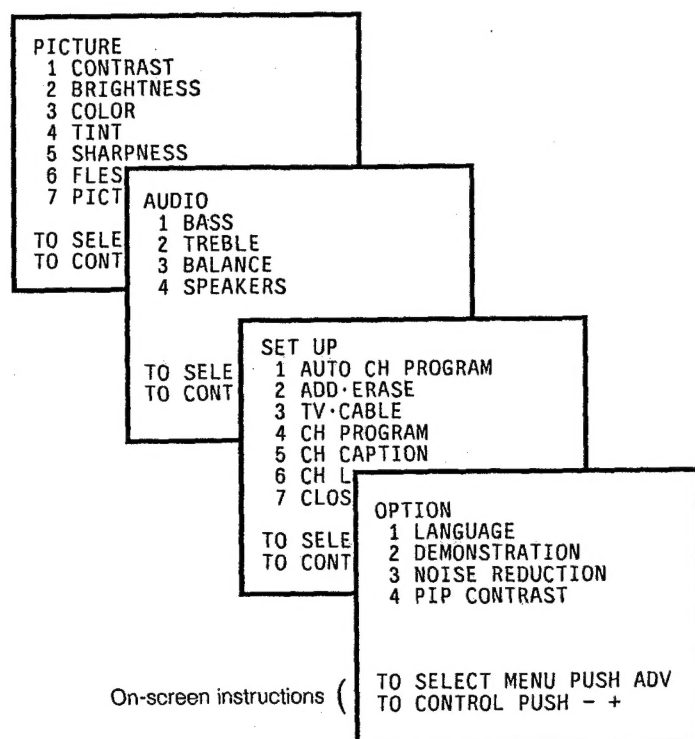 PICTURE
1 CONTRAST
2 BRIGHTNESS
3 COLOR
4 TINT
5 SHARPNESS
6 FLES
7 PICT
TO SELE
TO CONT
AUDIO
1 BASS
2 TREBLE
3 BALANCE
4 SPEAKERS
TO SELE
TO CONT
SET UP
1 AUTO CH PROGRAM
2 ADD·ERASE
3 TV·CABLE
4 CH PROGRAM
5 CH CAPTION
6 CH L
7 CLOS
TO SELE
TO CONT
OPTION
1 LANGUAGE
2 DEMONSTRATION
3 NOISE REDUCTION
4 PIP CONTRAST
On-screen instructions ( TO SELECT MENU PUSH ADV
TO CONTROL PUSH – +